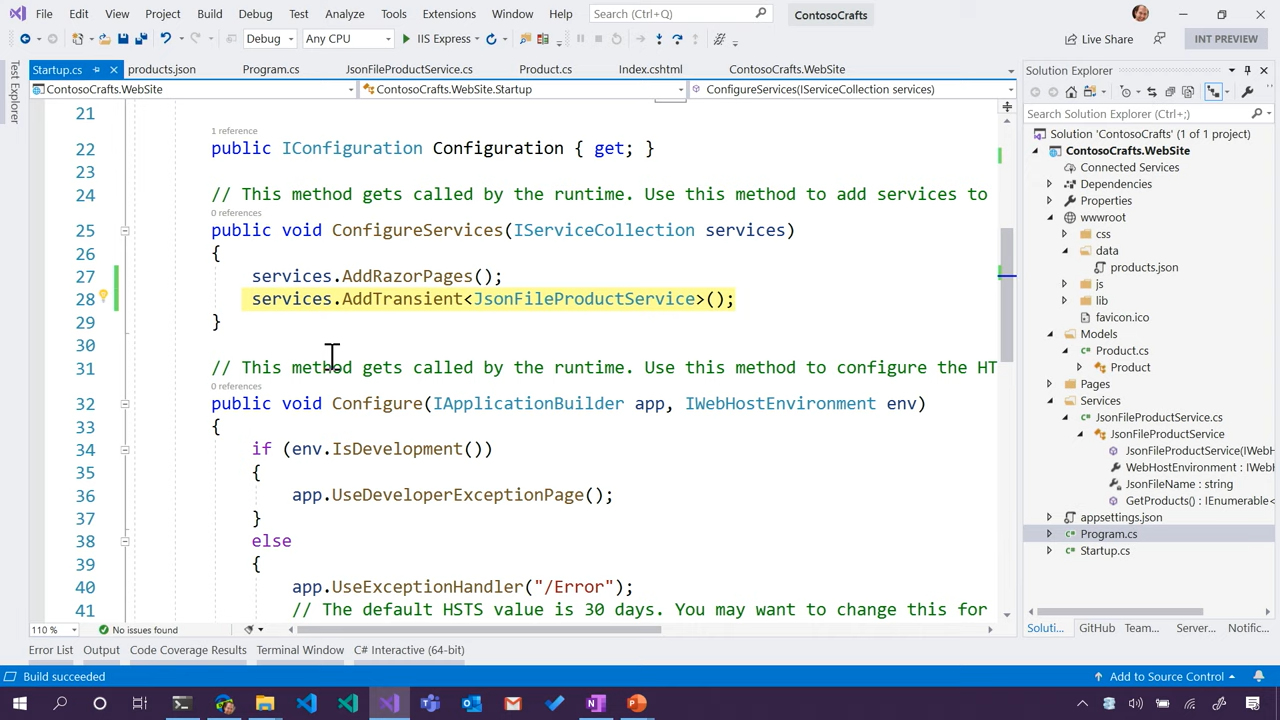 File Edit View Project Build Debug Test Analyze Tools Extensions Window Help Search (Ctrl+Q) ContosoCrafts
Debug Any CPU IIS Express Live Share INT PREVIEW
Test Explorer
Startup.cs products.json Program.cs JsonFileProductService.cs Product.cs Index.cshtml ContosoCrafts.WebSite
ContosoCrafts.WebSite ContosoCrafts.WebSite.Startup ConfigureServices(IServiceCollection services)
21
1 reference
22 public IConfiguration Configuration { get; }
23
24 // This method gets called by the runtime. Use this method to add services to
0 references
25 public void ConfigureServices(IServiceCollection services)
26 {
27 services.AddRazorPages();
28 services.AddTransient<JsonFileProductService>();
29 }
30
31 // This method gets called by the runtime. Use this method to configure the HT
0 references
32 public void Configure(IApplicationBuilder app, IWebHostEnvironment env)
33 {
34 if (env.IsDevelopment())
35 {
36 app.UseDeveloperExceptionPage();
37 }
38 else
39 {
40 app.UseExceptionHandler("/Error");
41 // The default HSTS value is 30 days. You may want to change this for
110 % No issues found
Solution Explorer
Search Solution Explorer (Ctrl+;)
Solution 'ContosoCrafts' (1 of 1 project)
ContosoCrafts.WebSite
Connected Services
Dependencies
Properties
wwwroot
css
data
products.json
js
lib
favicon.ico
Models
Product.cs
Product
Pages
Services
JsonFileProductService.cs
JsonFileProductService
JsonFileProductService(IWebH
WebHostEnvironment : IWeb
JsonFileName : string
GetProducts() : IEnumerable<
appsettings.json
Program.cs
Startup.cs
Soluti... GitHub Team... Server... Notific...
Error List Output Code Coverage Results Terminal Window C# Interactive (64-bit)
Build succeeded Add to Source Control